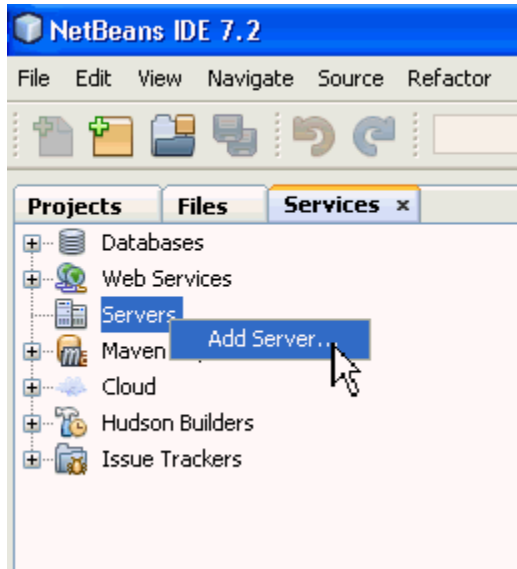 NetBeans IDE 7.2
File Edit View Navigate Source Refactor
Projects Files Services ×
Databases
Web Services
Servers
Add Server...
Maven
Cloud
Hudson Builders
Issue Trackers